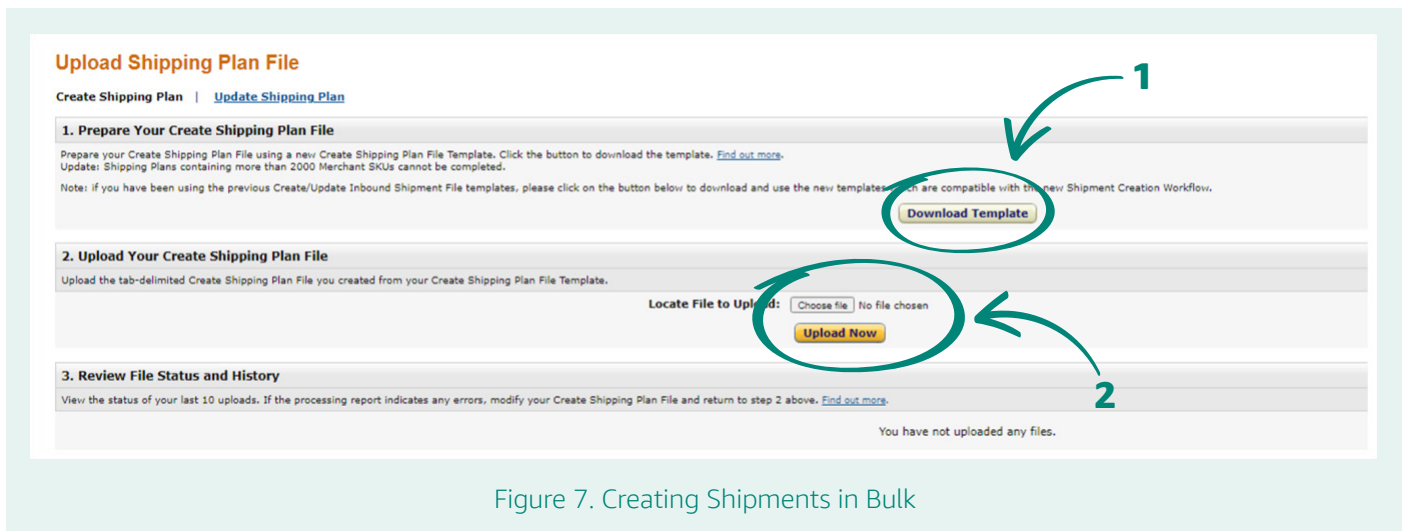 Upload Shipping Plan File
1
Create Shipping Plan | Update Shipping Plan
1. Prepare Your Create Shipping Plan File
Prepare your Create Shipping Plan File using a new Create Shipping Plan File Template. Click the button to download the template. Find out more.
Update: Shipping Plans containing more than 2000 Merchant SKUs cannot be completed.
Note: if you have been using the previous Create/Update Inbound Shipment File templates, please click on the button below to download and use the new templates which are compatible with the new Shipment Creation Workflow.
Download Template
2. Upload Your Create Shipping Plan File
Upload the tab-delimited Create Shipping Plan File you created from your Create Shipping Plan File Template.
Locate File to Upload: Choose file No file chosen
Upload Now
3. Review File Status and History
2
View the status of your last 10 uploads. If the processing report indicates any errors, modify your Create Shipping Plan File and return to step 2 above. Find out more.
You have not uploaded any files.
Figure 7. Creating Shipments in Bulk